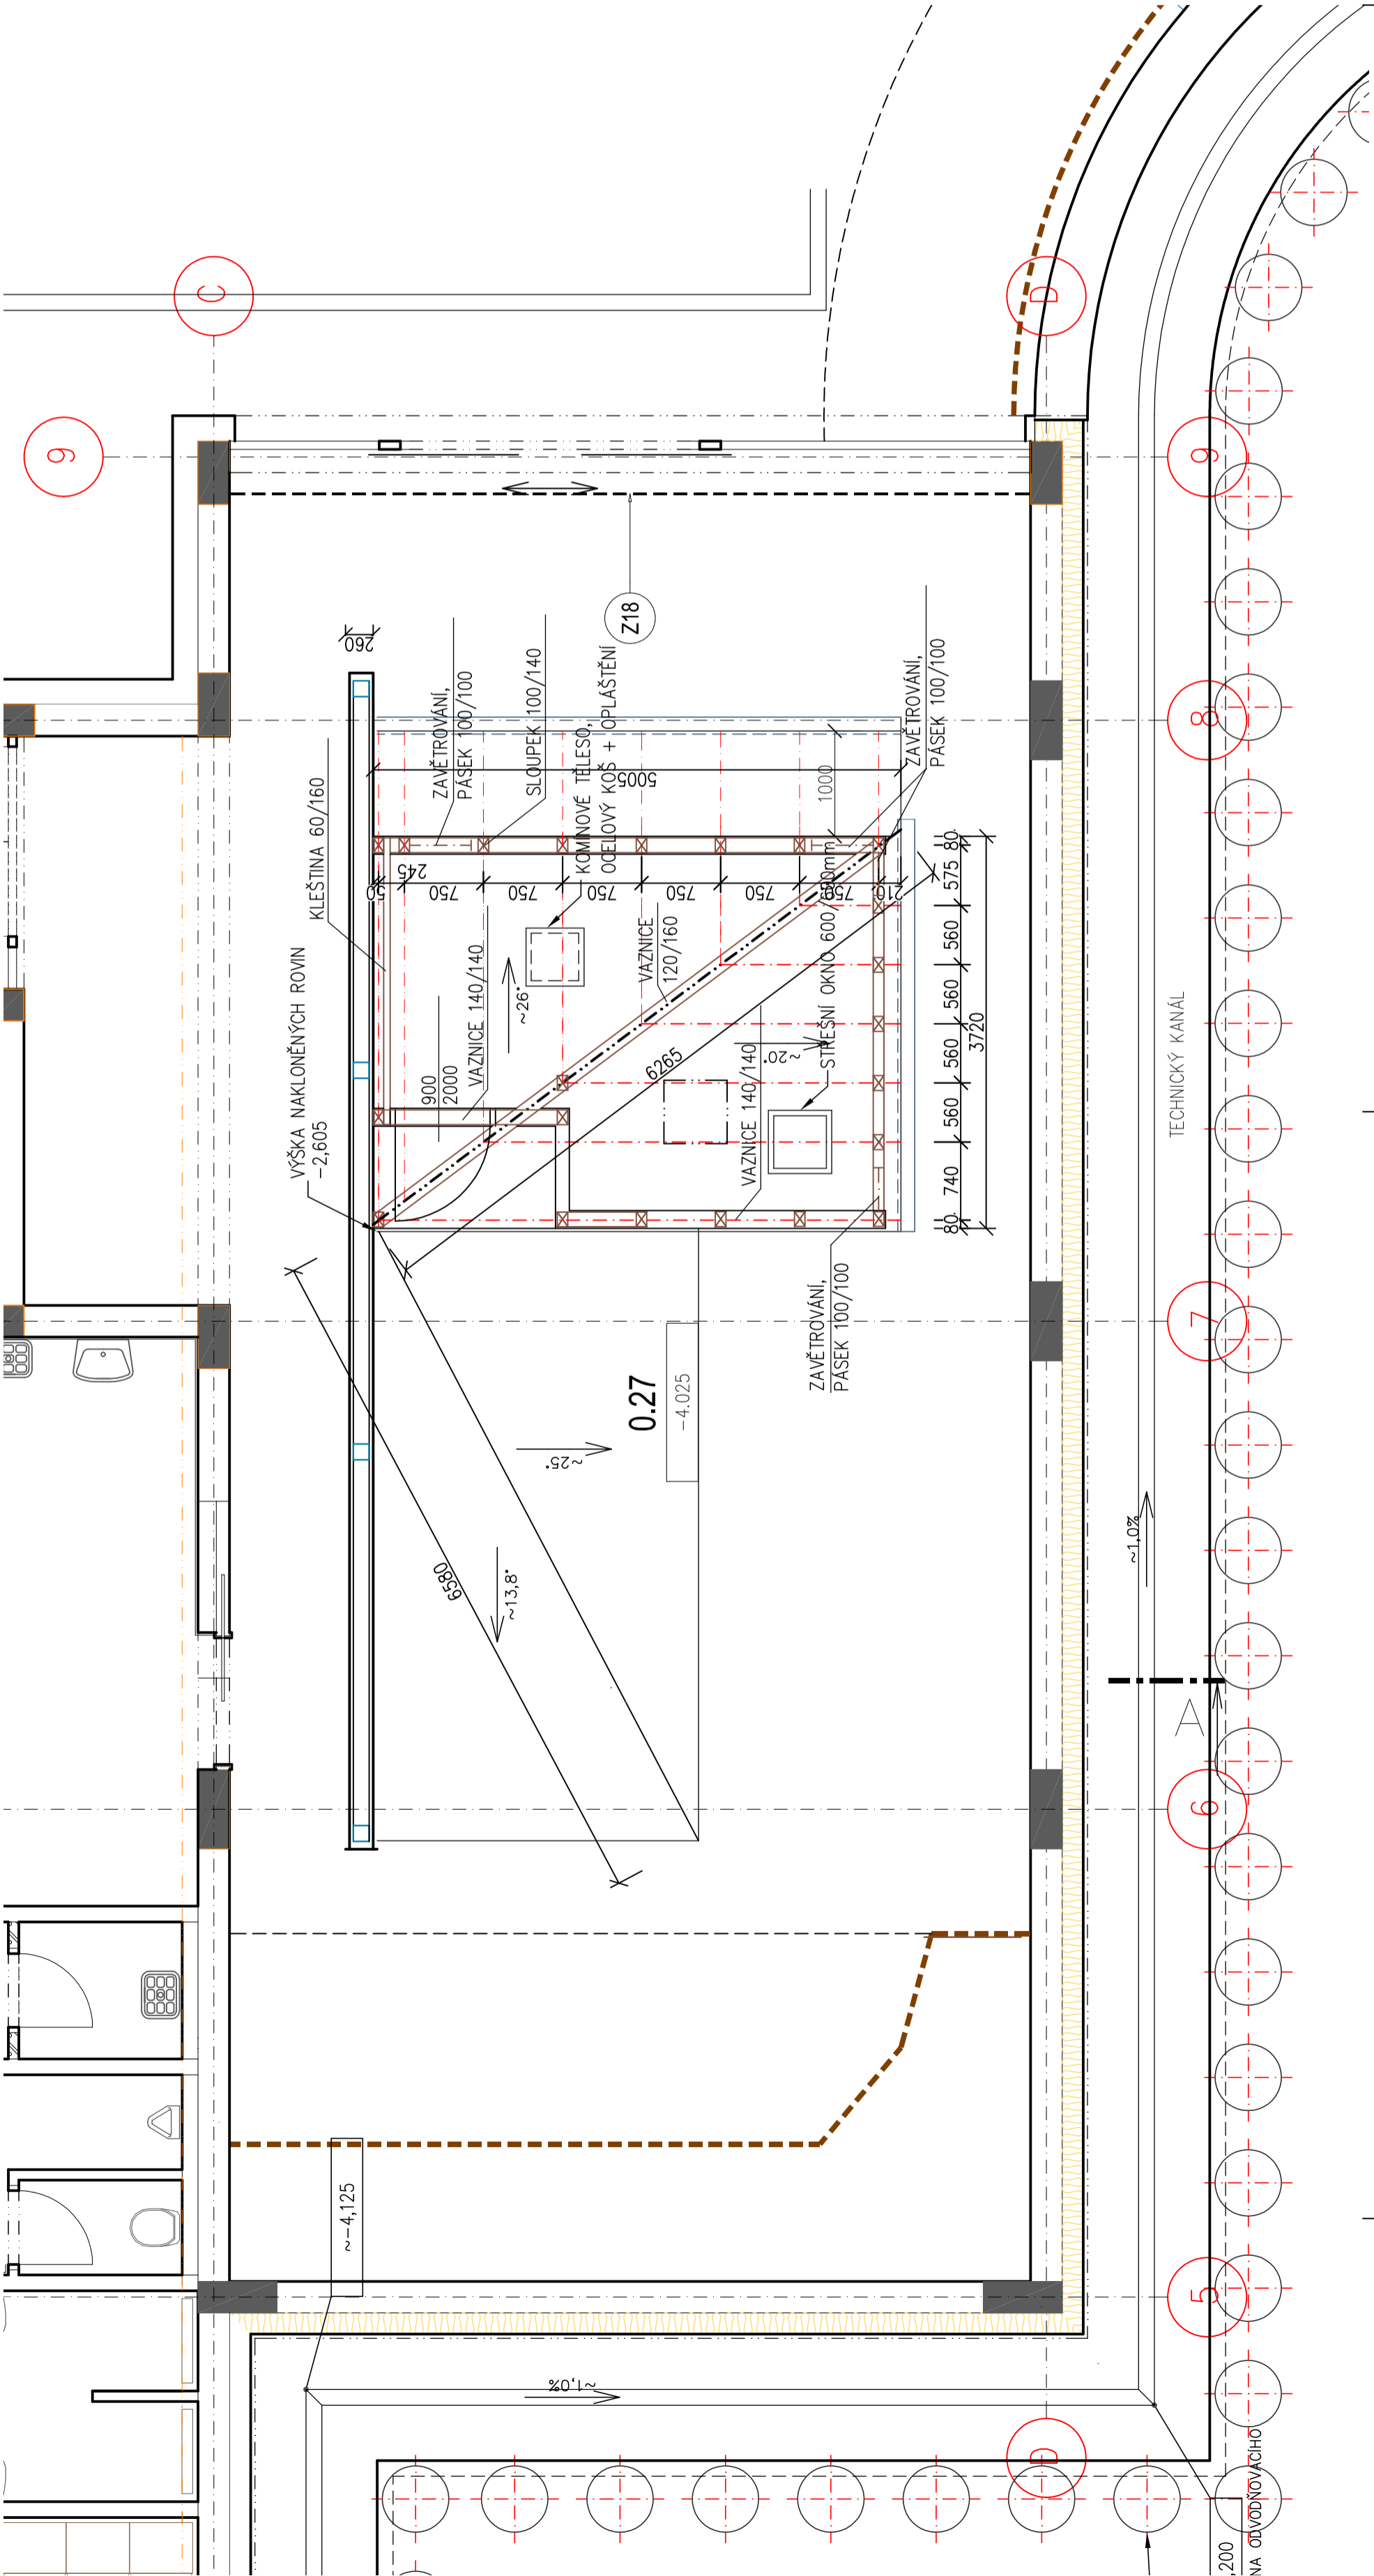 C
D
9
9
260
Z18
ZAVĚTROVÁNÍ,
PÁSEK 100/100
SLOUPEK 100/140
KOMÍNOVÉ TĚLESO,
OCELOVÝ KOŠ + OPLÁŠTĚNÍ
ZAVĚTROVÁNÍ,
PÁSEK 100/100
8
KLEŠTINA 60/160
5005
1000
50
245
750
750
750
750
750
750
210
80
575
560
560
560
560
740
80
3720
VÝŠKA NAKLONĚNÝCH ROVIN
-2,605
900
2000
VAZNICE 140/140
~26°
VAZNICE
120/160
6265
VAZNICE 140/140
~20°
STŘEŠNÍ OKNO 600/
mm
TECHNICKÝ KANÁL
ZAVĚTROVÁNÍ,
PÁSEK 100/100
7
0.27
-4.025
~25°
6580
~13,8°
~1,0%
A
6
~-4,125
5
~1,0%
D
,200
NA ODVODŇOVACÍHO